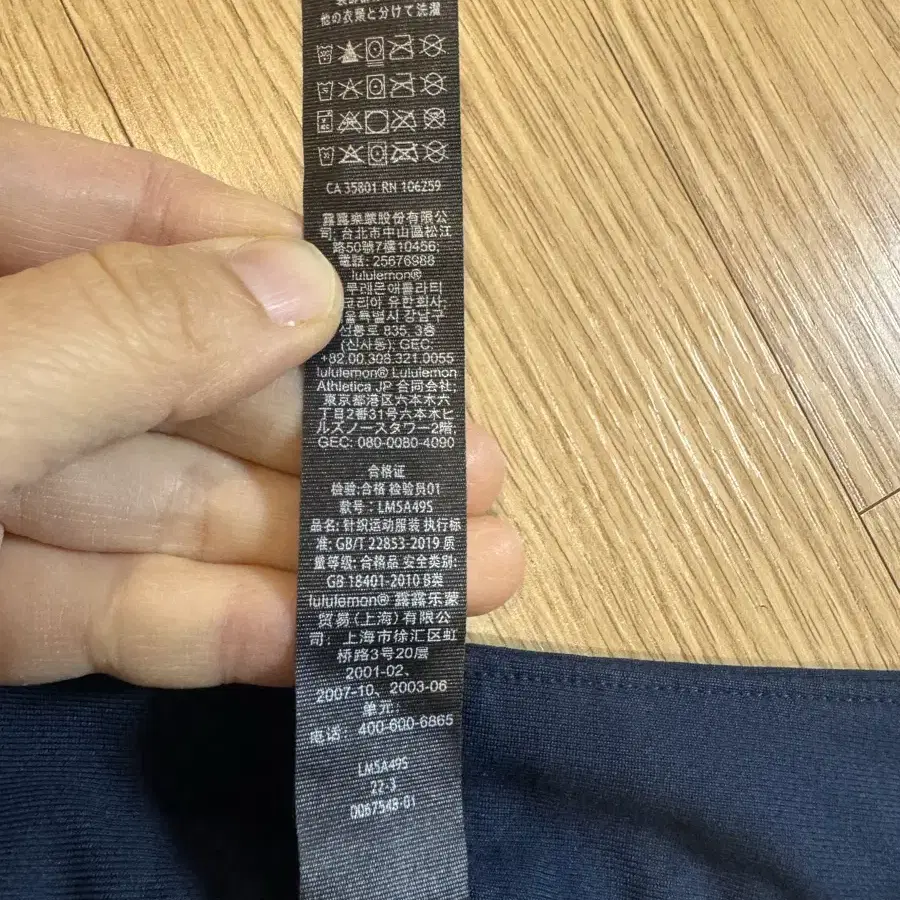 他の衣類と分けて洗濯
CA 35801 RN 106259
露露樂蒙股份有限公
司, 台北市中山區松江
路50號7樓10456;
電話: 25676988
lululemon®
루레몬애틀라티
코리아 유한회사,
울특별시 강남구
산통로 835, 3층
(신사동); GEC:
+82.00.308.321.0055
lululemon® Lululemon
Athletica JP 合同会社;
東京都港区六本木六
丁目2番31号六本木ヒ
ルズノースタワー2階,
GEC: 080-0080-4090
合格证
检验:合格 检验员01
款号: LM5A49S
品名: 针织运动服装 执行标
准: GB/T 22853-2019 质
量等级: 合格品 安全类别:
GB 18401-2010 B类
lululemon® 露露乐蒙
贸易(上海)有限公
司: 上海市徐汇区虹
桥路3号20层
2001-02、
2007-10、2003-06
单元;
电话: 400-600-6865
LM5A49S
22-3
0067548-01